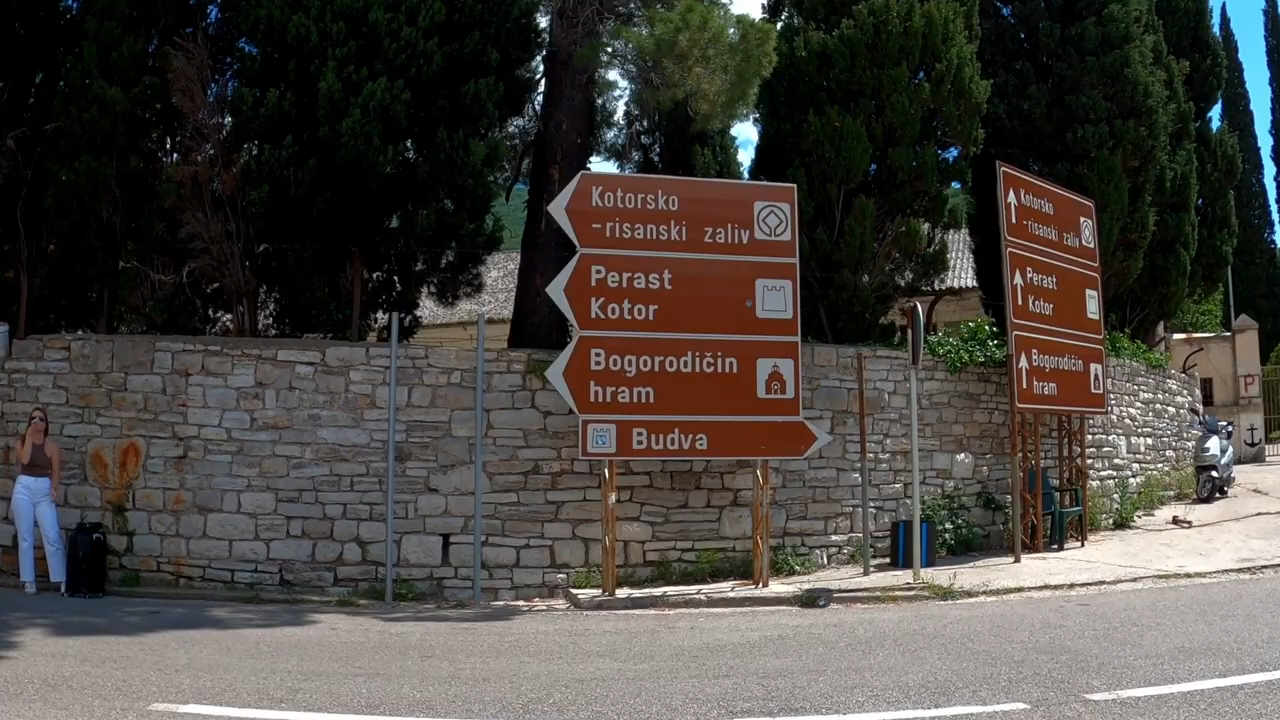 Kotorsko
-risanski zaliv
Perast
Kotor
Bogorodičin
hram
Budva
Kotorsko
-risanski zaliv
Perast
Kotor
Bogorodičin
hram
P